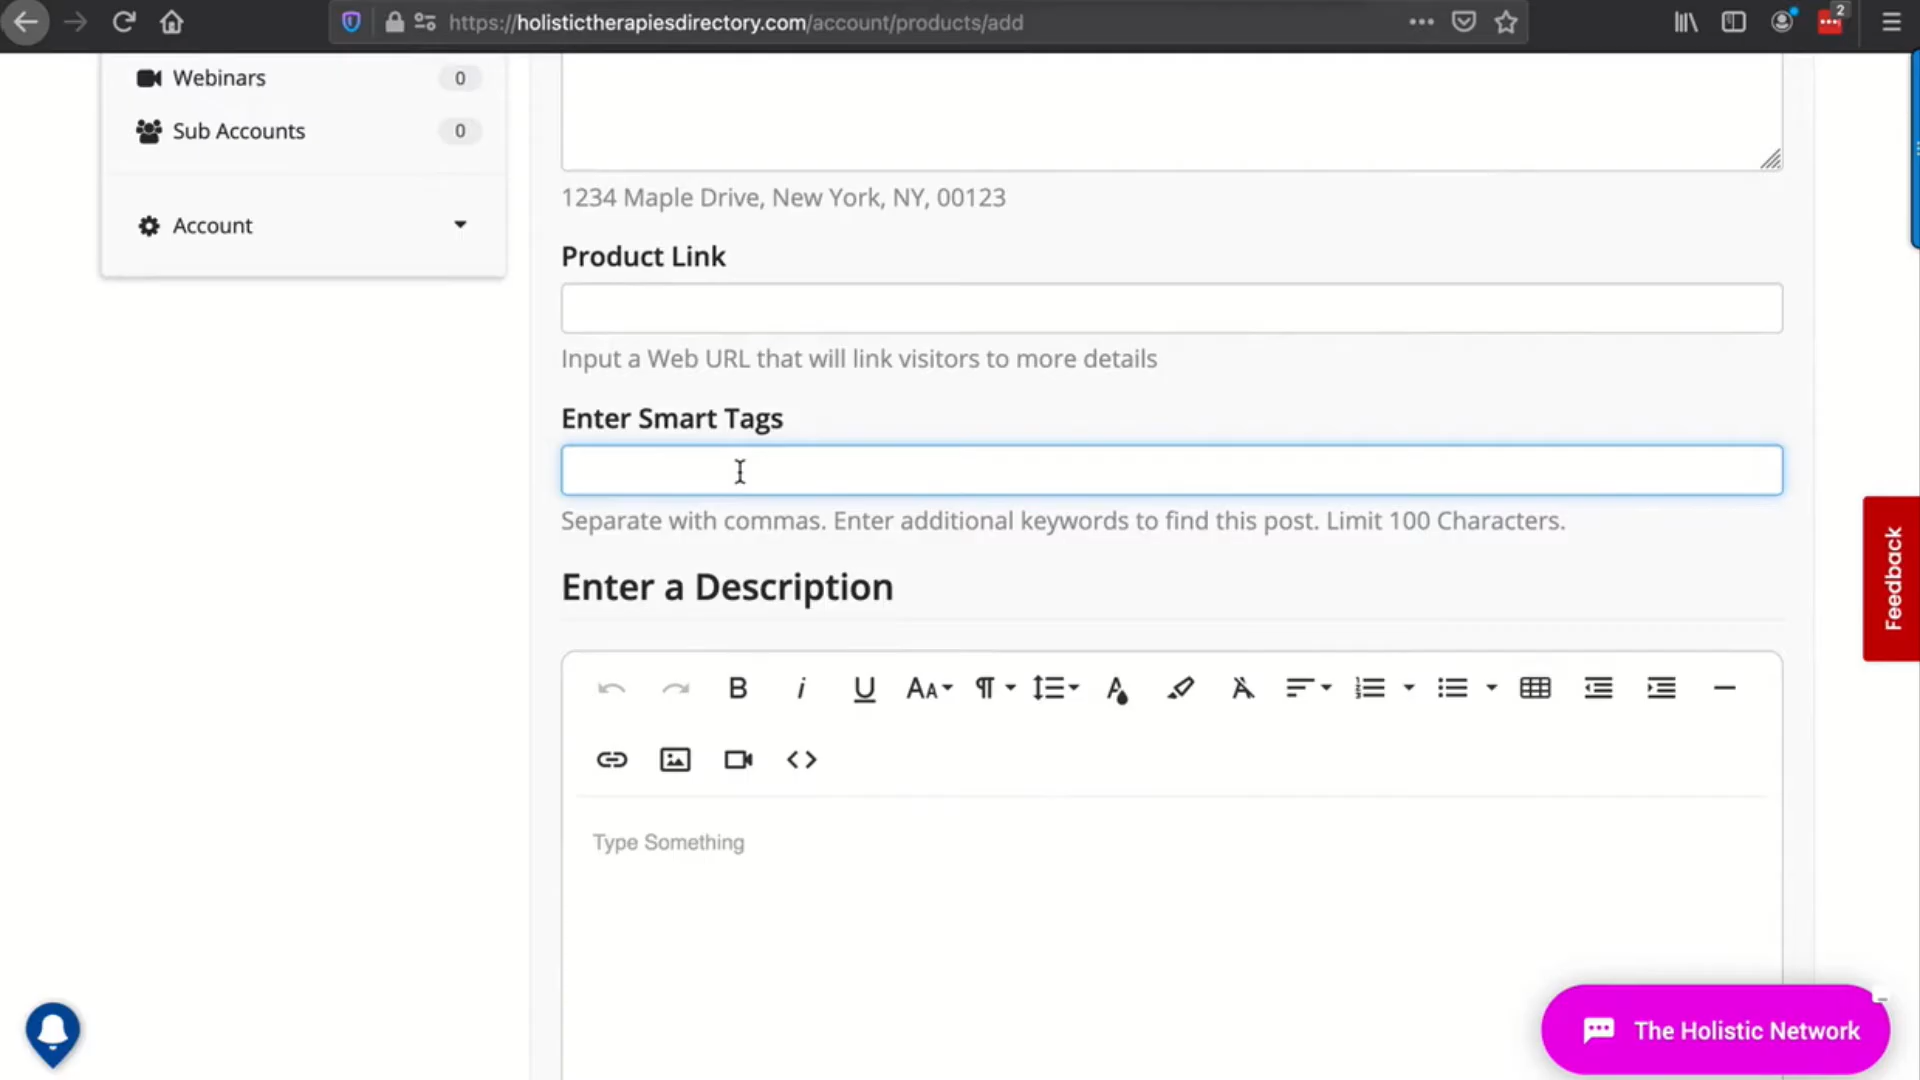 https://holistictherapiesdirectory.com/account/products/add
2
Webinars 0
Sub Accounts 0
Account
1234 Maple Drive, New York, NY, 00123
Product Link
Input a Web URL that will link visitors to more details
Enter Smart Tags
Separate with commas. Enter additional keywords to find this post. Limit 100 Characters.
Enter a Description
Type Something
Feedback
The Holistic Network